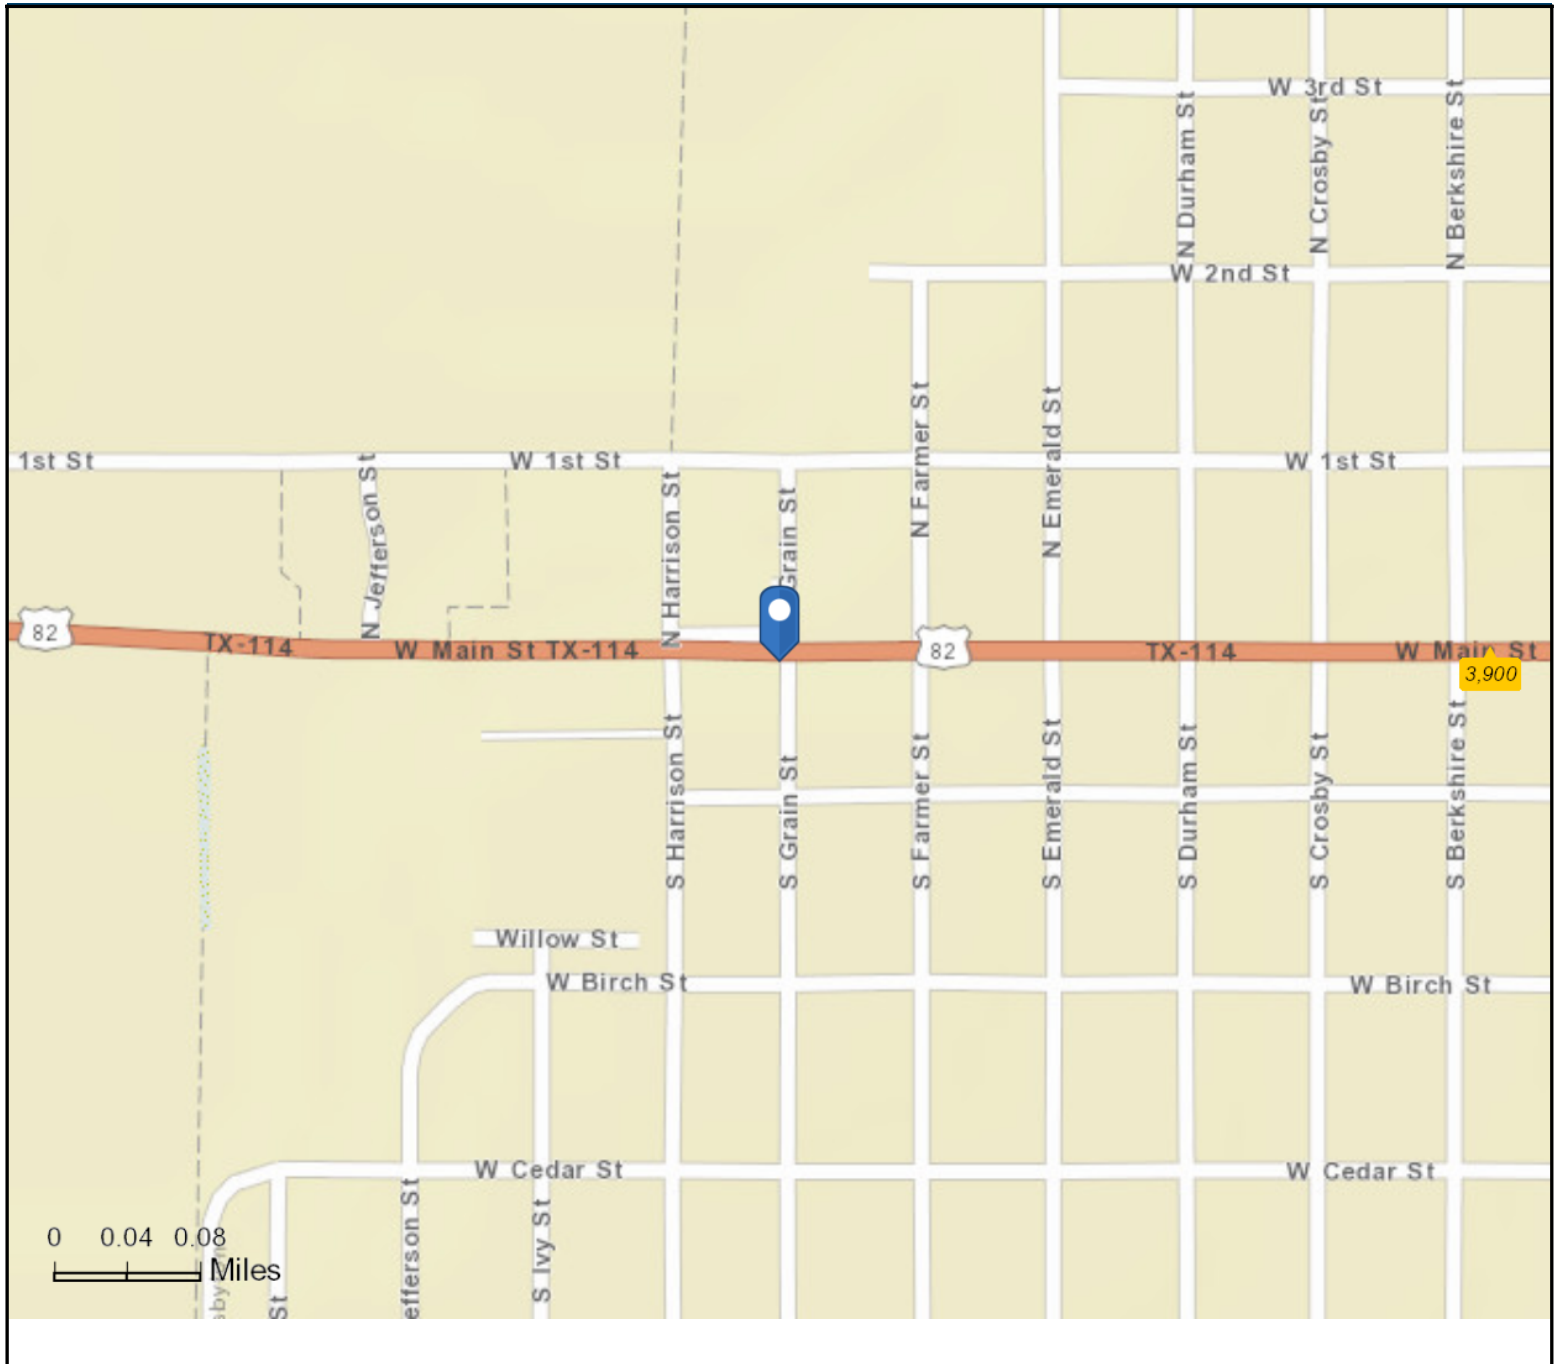 W 3rd St
N Durham St
N Crosby St
N Berkshire St
W 2nd St
N Farmer St
N Emerald St
1st St
W 1st St
W 1st St
N Jefferson St
N Harrison St
Grain St
82
TX-114
W Main St TX-114
82
TX-114
W Main St
3,900
S Harrison St
S Grain St
S Farmer St
S Emerald St
S Durham St
S Crosby St
S Berkshire St
Willow St
W Birch St
W Birch St
W Cedar St
W Cedar St
efferson St
S Ivy St
St
0 0.04 0.08
Miles